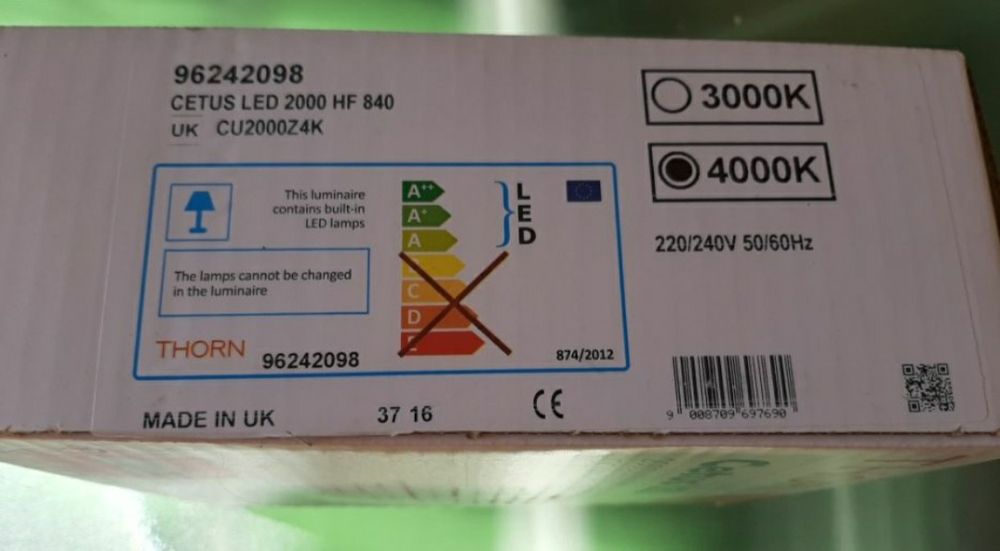 96242098
CETUS LED 2000 HF 840
UK CU2000Z4K
3000K
4000K
220/240V 50/60Hz
This luminaire
contains built-in
LED lamps
A++
A+
A
C
D
L
E
D
The lamps cannot be changed
in the luminaire
THORN
96242098
874/2012
MADE IN UK
37 16
CE
9 008709 697690